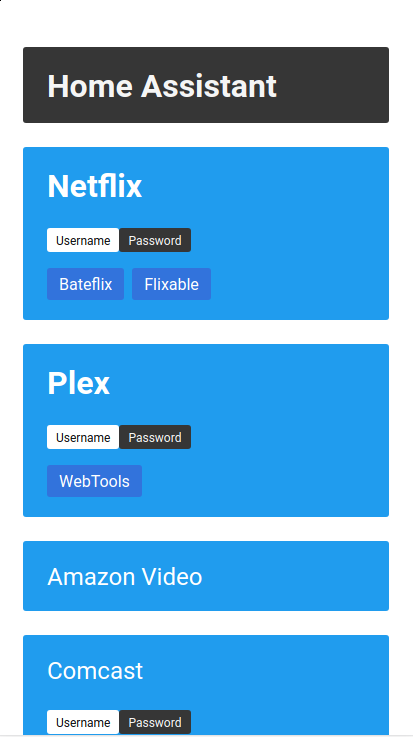 Home Assistant
Netflix
Username Password
Bateflix Flixable
Plex
Username Password
WebTools
Amazon Video
Comcast
Username Password